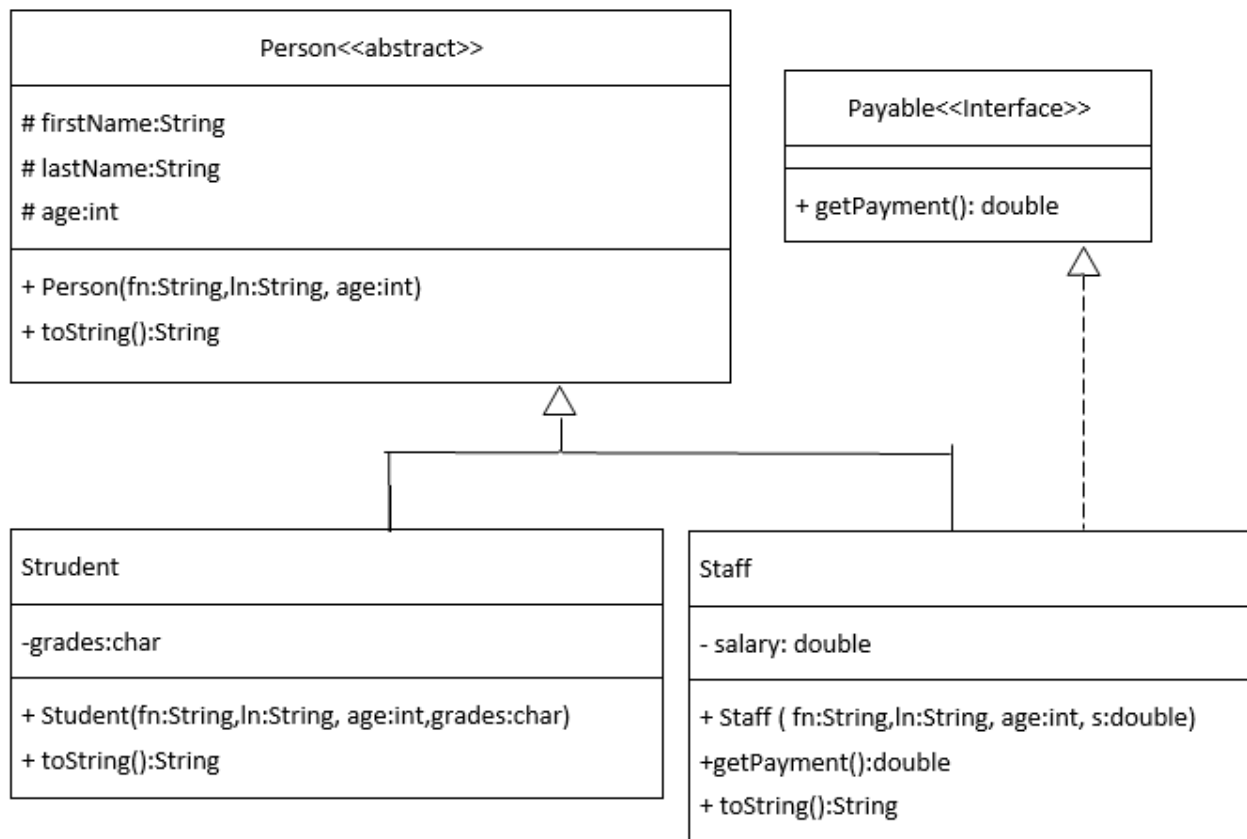 Person<<abstract>>
# firstName:String
# lastName:String
# age:int
+ Person(fn:String,ln:String, age:int)
+ toString():String
Payable<<Interface>>
+ getPayment(): double
Strudent
-grades:char
+ Student(fn:String,ln:String, age:int,grades:char)
+ toString():String
Staff
- salary: double
+ Staff ( fn:String,ln:String, age:int, s:double)
+getPayment():double
+ toString():String